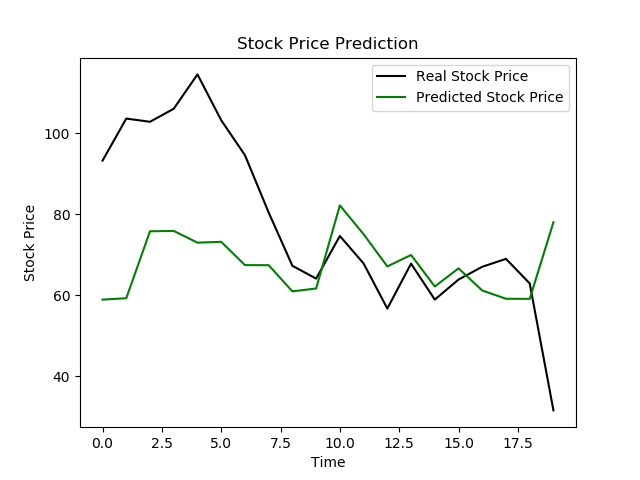 Stock Price Prediction
Real Stock Price
Predicted Stock Price
Stock Price
100
80
60
40
0.0 2.5 5.0 7.5 10.0 12.5 15.0 17.5
Time